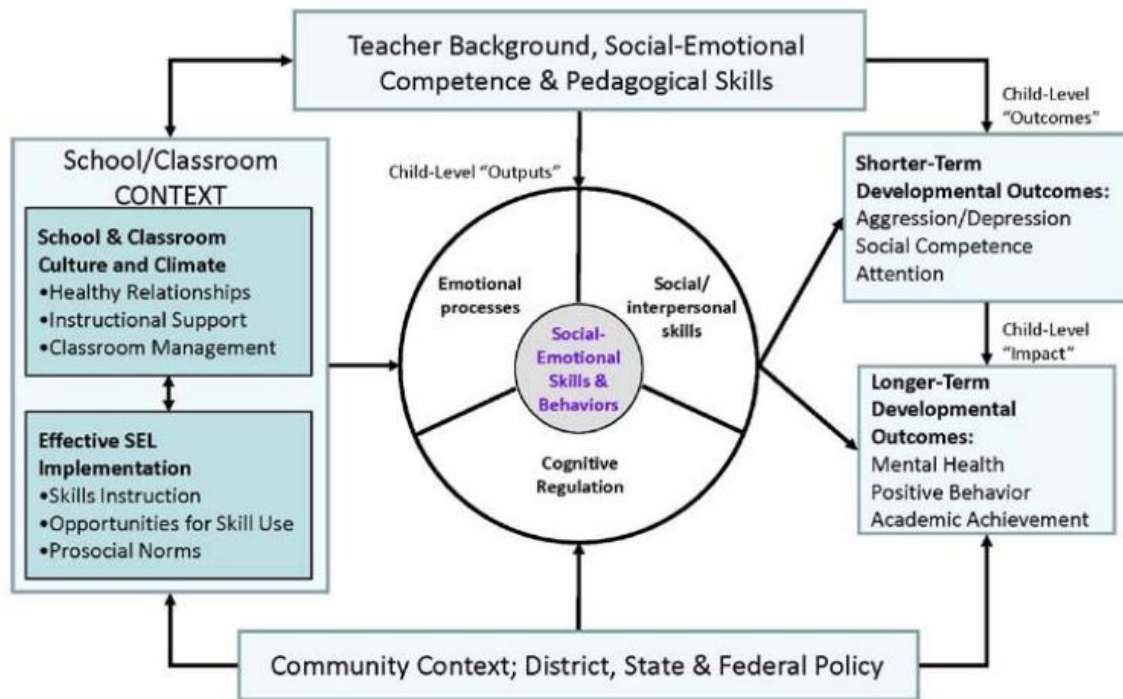 Teacher Background, Social-Emotional
Competence & Pedagogical Skills
Child-Level
"Outcomes"
School/Classroom
CONTEXT
School & Classroom
Culture and Climate
•Healthy Relationships
•Instructional Support
•Classroom Management
Effective SEL
Implementation
•Skills Instruction
•Opportunities for Skill Use
•Prosocial Norms
Child-Level "Outputs"
Emotional
processes
Social/
interpersonal
skills
Social-
Emotional
Skills &
Behaviors
Cognitive
Regulation
Shorter-Term
Developmental Outcomes:
Aggression/Depression
Social Competence
Attention
Child-Level
"Impact"
Longer-Term
Developmental
Outcomes:
Mental Health
Positive Behavior
Academic Achievement
Community Context; District, State & Federal Policy